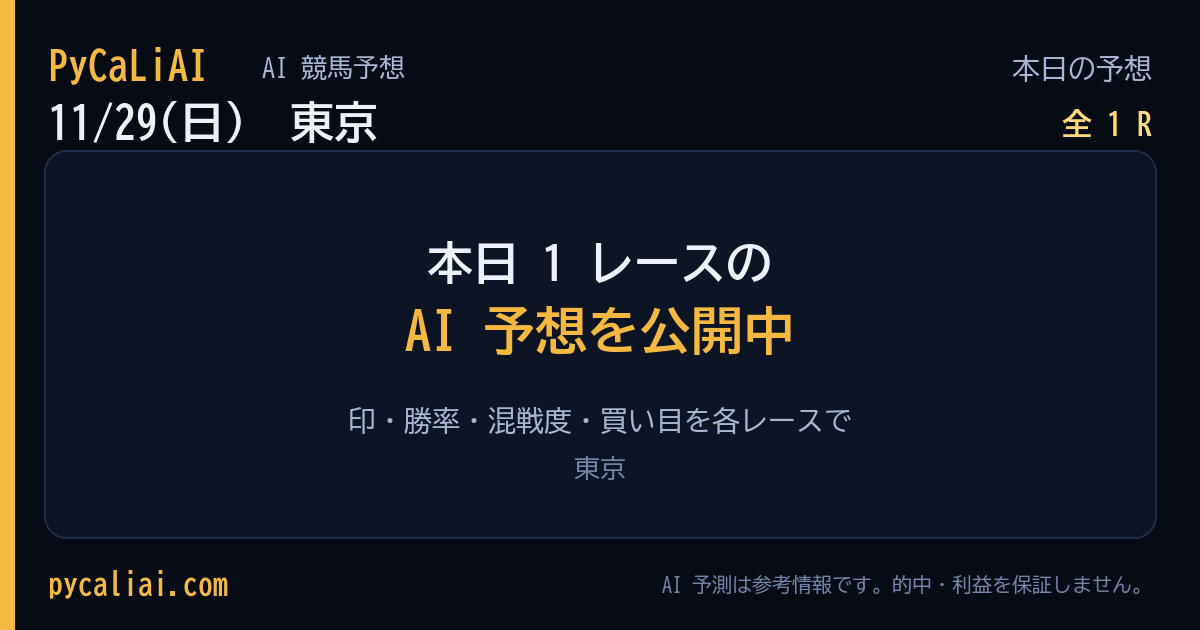 PyCaLiAI AI 競馬予想 本日の予想
11/29(日) 東京 全 1 R
本日 1 レースの
AI 予想を公開中
印・勝率・混戦度・買い目を各レースで
東京
pycaliai.com AI 予測は参考情報です。的中・利益を保証しません。